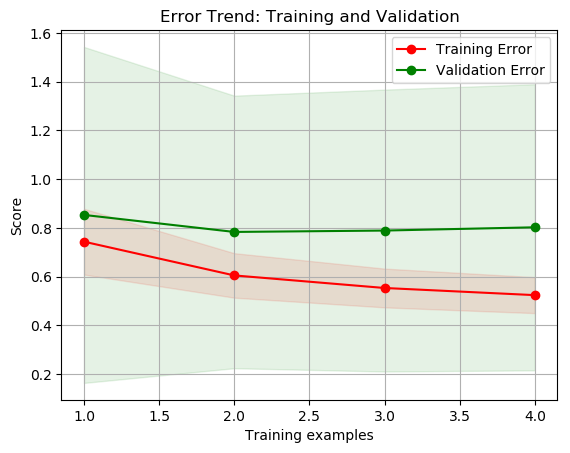 Error Trend: Training and Validation
1.6
1.4
1.2
1.0
0.8
0.6
0.4
0.2
Score
Training Error
Validation Error
1.0 1.5 2.0 2.5 3.0 3.5 4.0
Training examples